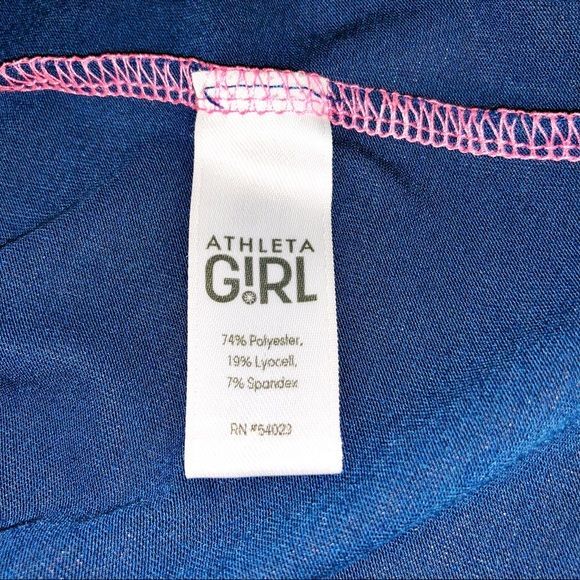 ATHLETA
G!RL
74% Polyester,
19% Lyocell,
7% Spandex
RN #54023